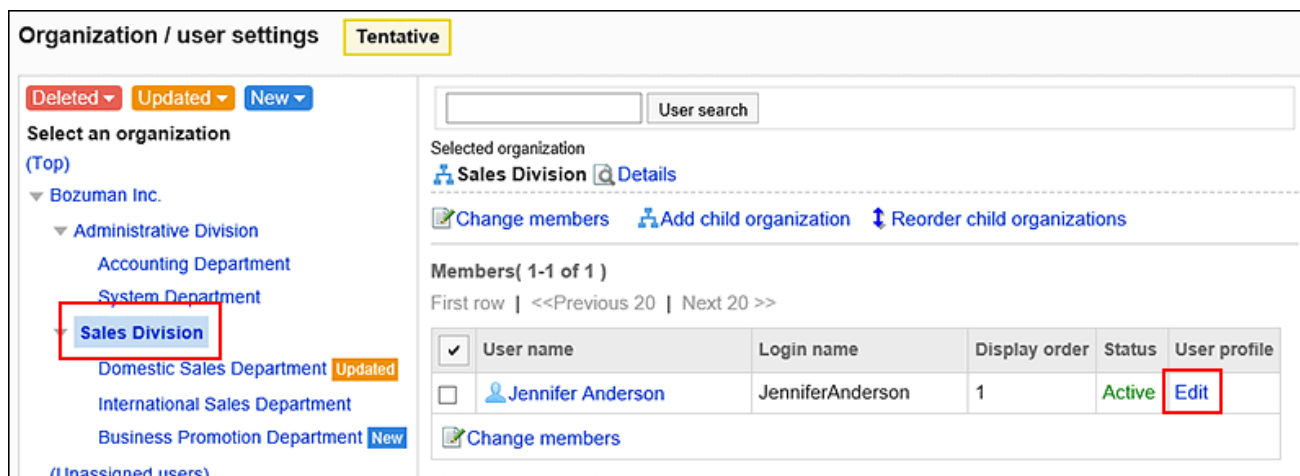 Organization / user settings Tentative
Deleted Updated New
Select an organization
(Top)
Bozuman Inc.
Administrative Division
Accounting Department
System Department
Sales Division
Domestic Sales Department Updated
International Sales Department
Business Promotion Department New
(Unassigned users)
User search
Selected organization
Sales Division Details
Change members Add child organization Reorder child organizations
Members( 1-1 of 1 )
First row | <<Previous 20 | Next 20 >>
User name Login name Display order Status User profile
Jennifer Anderson JenniferAnderson 1 Active Edit
Change members